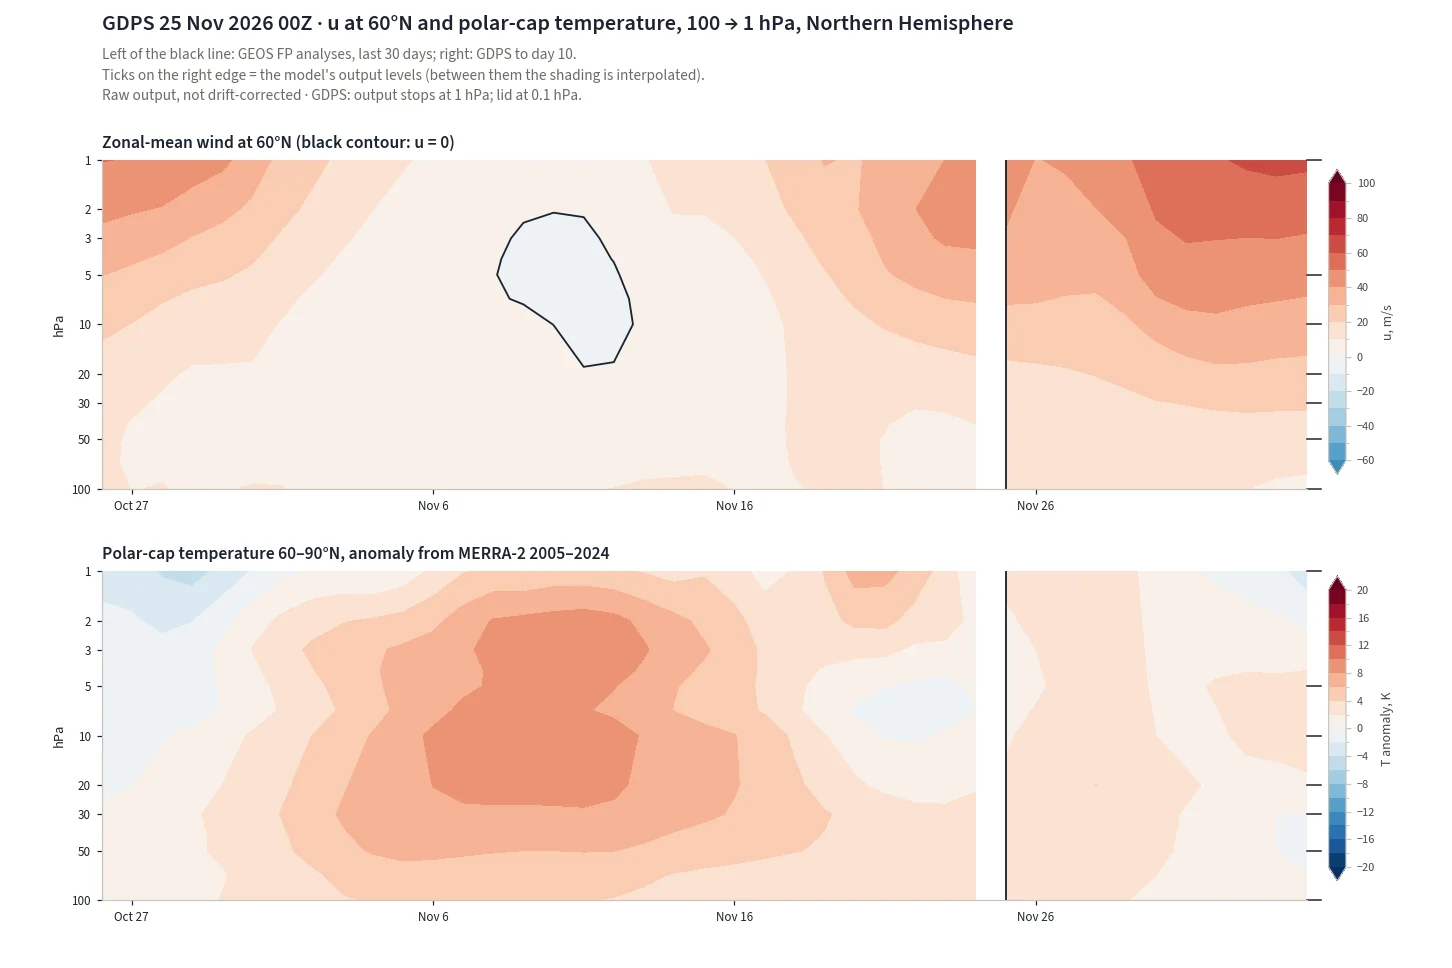 GDPS 25 Nov 2026 00Z · u at 60°N and polar-cap temperature, 100 → 1 hPa, Northern Hemisphere
Left of the black line: GEOS FP analyses, last 30 days; right: GDPS to day 10.
Ticks on the right edge = the model's output levels (between them the shading is interpolated).
Raw output, not drift-corrected · GDPS: output stops at 1 hPa; lid at 0.1 hPa.
Zonal-mean wind at 60°N (black contour: u = 0)
1
2
3
5
10
20
30
50
100
hPa
Oct 27
Nov 6
Nov 16
Nov 26
100
80
60
40
20
0
−20
−40
−60
u, m/s
Polar-cap temperature 60–90°N, anomaly from MERRA-2 2005–2024
1
2
3
5
10
20
30
50
100
hPa
Oct 27
Nov 6
Nov 16
Nov 26
20
16
12
8
4
0
−4
−8
−12
−16
−20
T anomaly, K